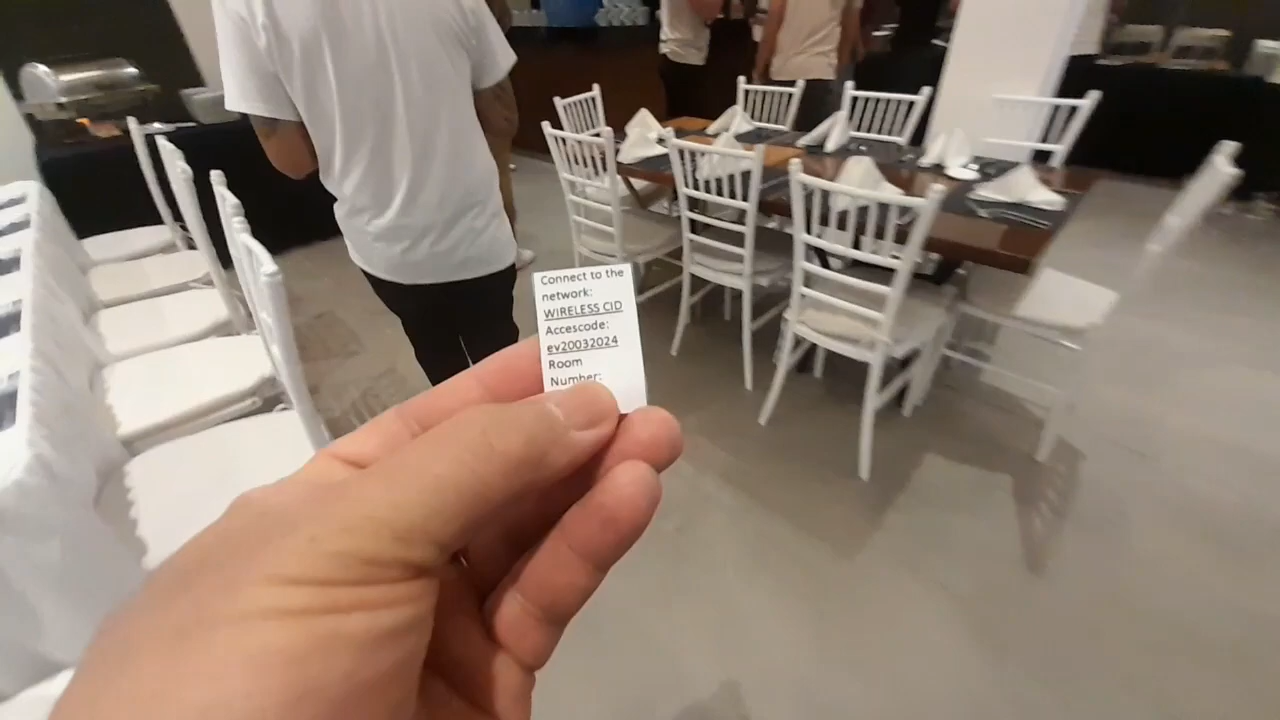 Connect to the
network:
WIRELESS CID
Accescode:
ev20032024
Room
Number: